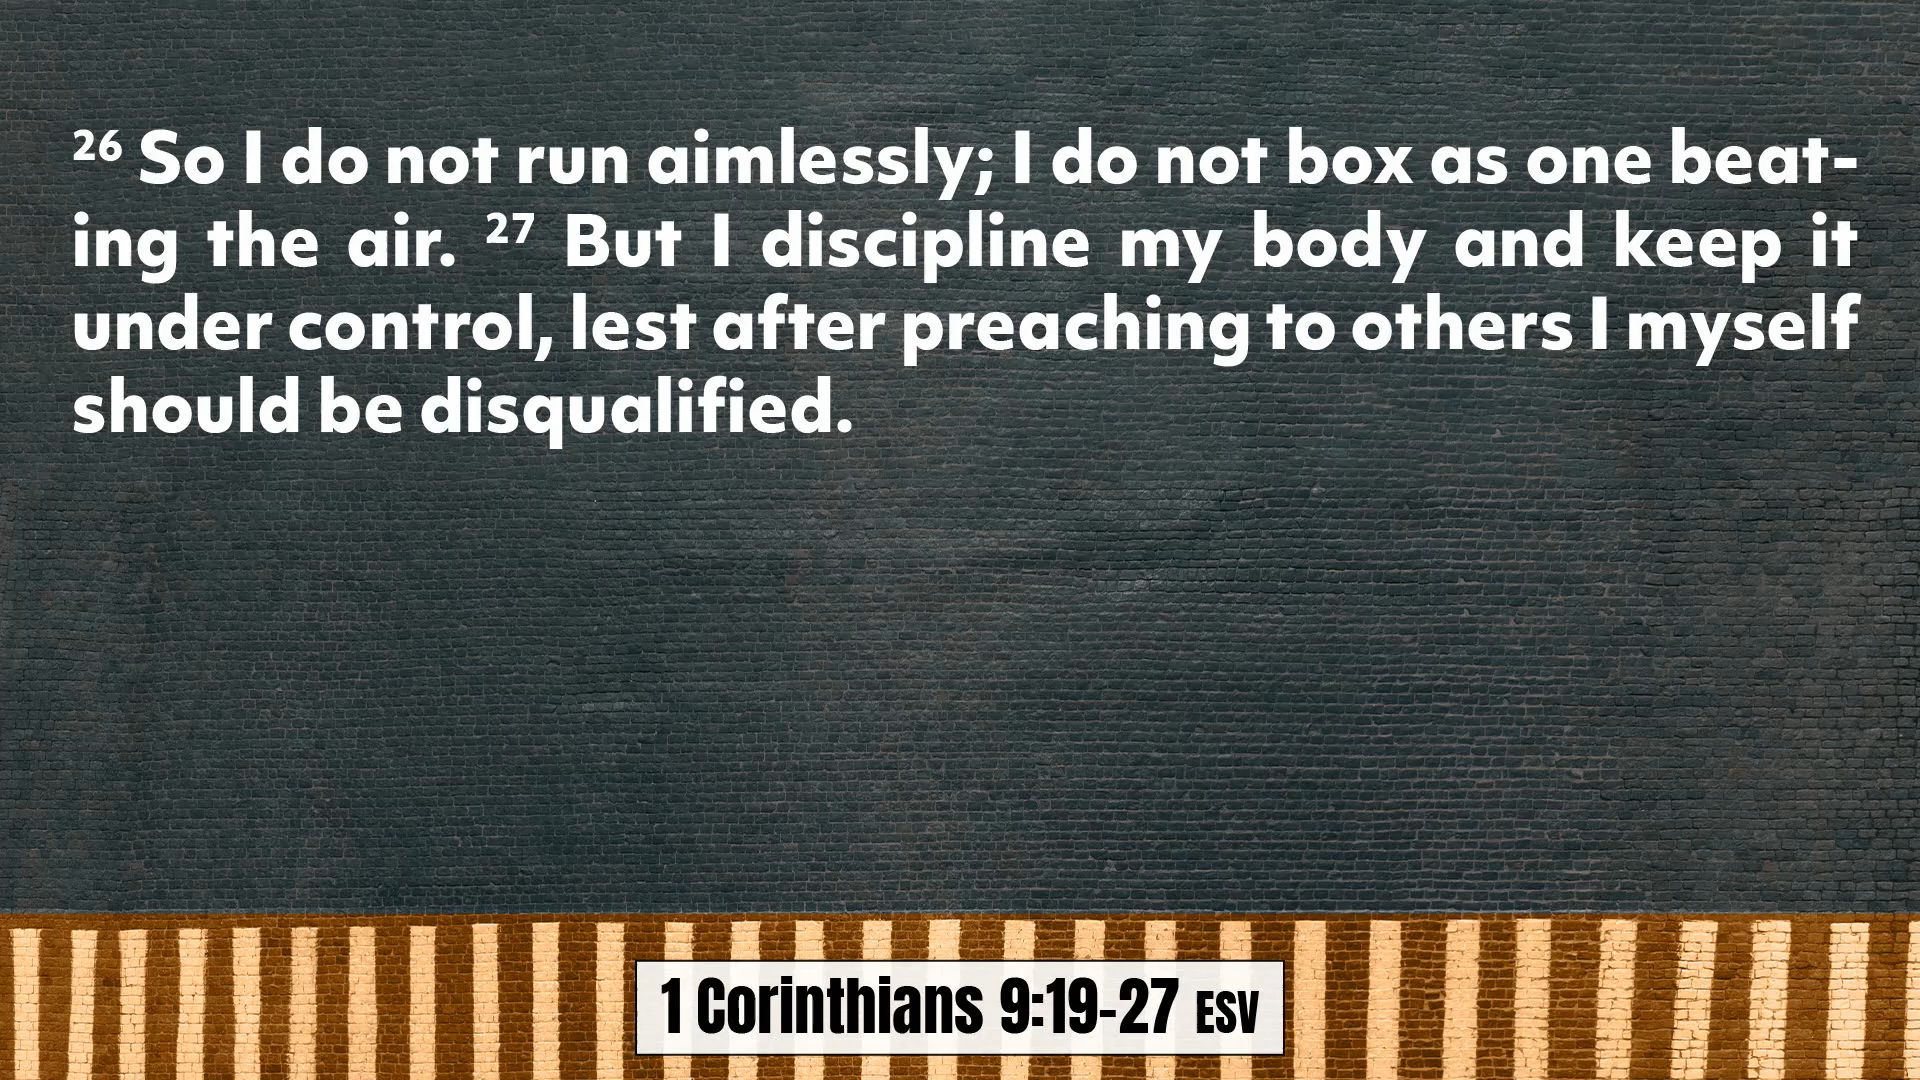 26 So I do not run aimlessly; I do not box as one beat-
ing the air. 27 But I discipline my body and keep it
under control, lest after preaching to others I myself
should be disqualified.
1 Corinthians 9:19-27 ESV